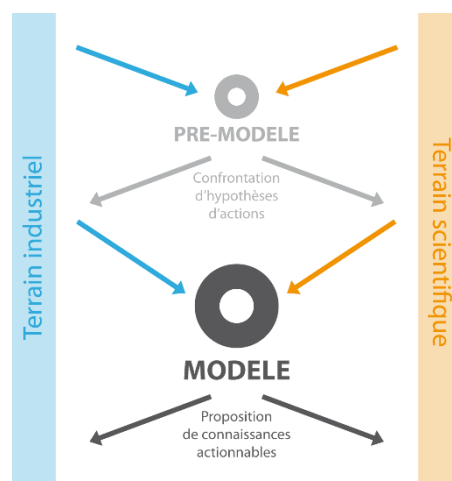 Terrain industriel
PRE-MODELE
Confrontation
d'hypothèses
d'actions
MODELE
Proposition
de connaissances
actionnables
Terrain scientifique